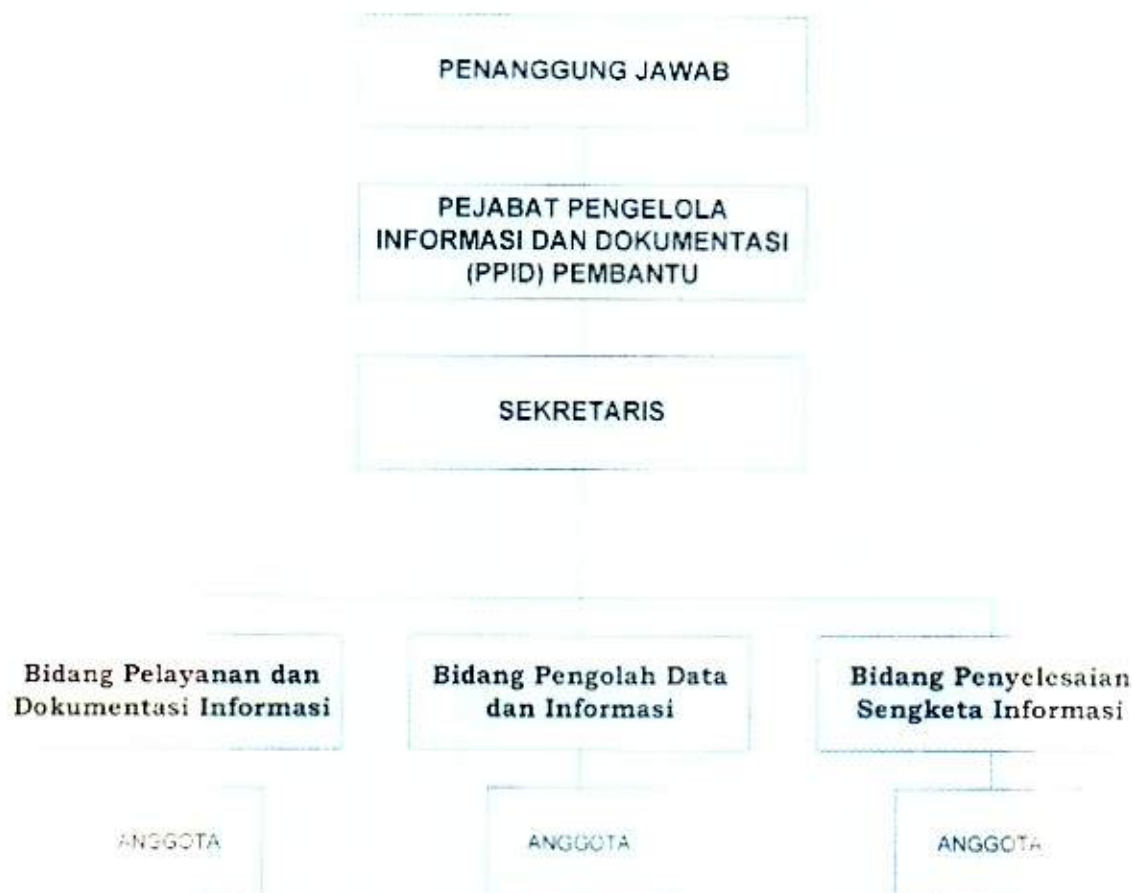 PENANGGUNG JAWAB
PEJABAT PENGELOLA
INFORMASI DAN DOKUMENTASI
(PPID) PEMBANTU
SEKRETARIS
Bidang Pelayanan dan
Dokumentasi Informasi
Bidang Pengolah Data
dan Informasi
Bidang Penyelesaian
Sengketa Informasi
ANGGOTA
ANGGOTA
ANGGOTA